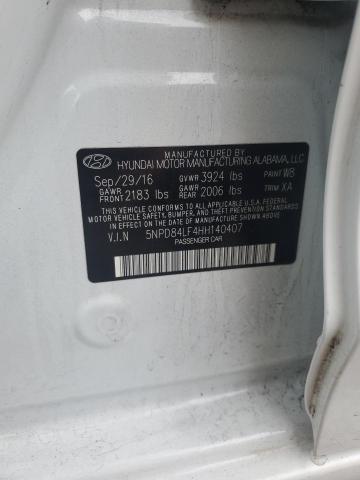 MANUFACTURED BY
HYUNDAI MOTOR MANUFACTURING ALABAMA, LLC
Sep/29/16 GVWR 3924 lbs PAINT W8
GAWR FRONT 2183 lbs GAWR REAR 2006 lbs TRIM XA
THIS VEHICLE CONFORMS TO ALL APPLICABLE FEDERAL
MOTOR VEHICLE SAFETY, BUMPER, AND THEFT PREVENTION
STANDARDS IN EFFECT ON THE DATE OF MANUFACTURE SHOWN ABOVE.
V.I.N 5NPD84LF4HH140407
PASSENGER CAR